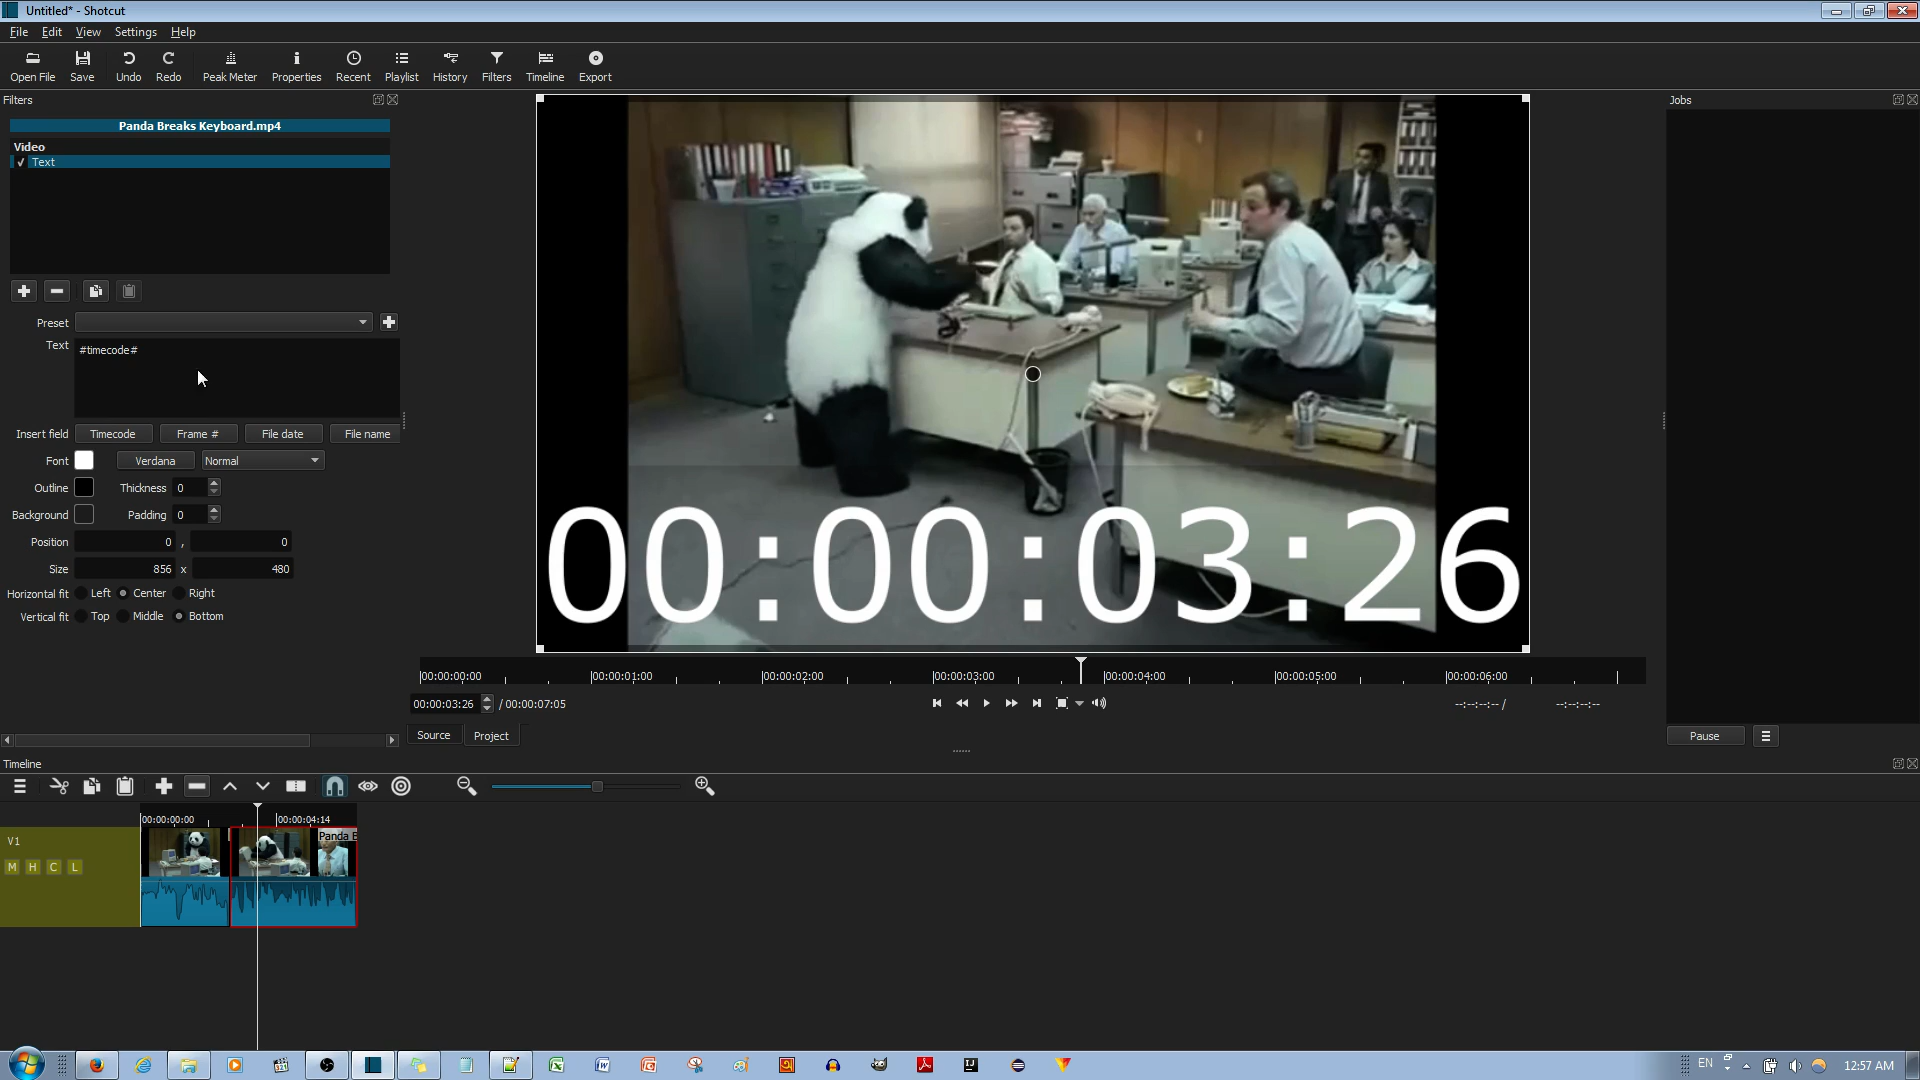 Untitled* - Shotcut
File Edit View Settings Help
Open File Save Undo Redo Peak Meter Properties Recent Playlist History Filters Timeline Export
Filters
Jobs
Panda Breaks Keyboard.mp4
Video
✓ Text
Preset
Text
#timecode#
Insert field Timecode Frame # File date File name
Font Verdana Normal
Outline Thickness 0
Background Padding 0
Position 0 , 0
Size 856 x 480
Horizontal fit Left Center Right
Vertical fit Top Middle Bottom
00:00:03:26
00:00:00:00 00:00:01:00 00:00:02:00 00:00:03:00 00:00:04:00 00:00:05:00 00:00:06:00
00:00:03:26 / 00:00:07:05
--:--:--:-- / --:--:--:--
Source Project
Pause
Timeline
00:00:00:00 00:00:04:14
V1
Panda B
M H C L
EN
12:57 AM